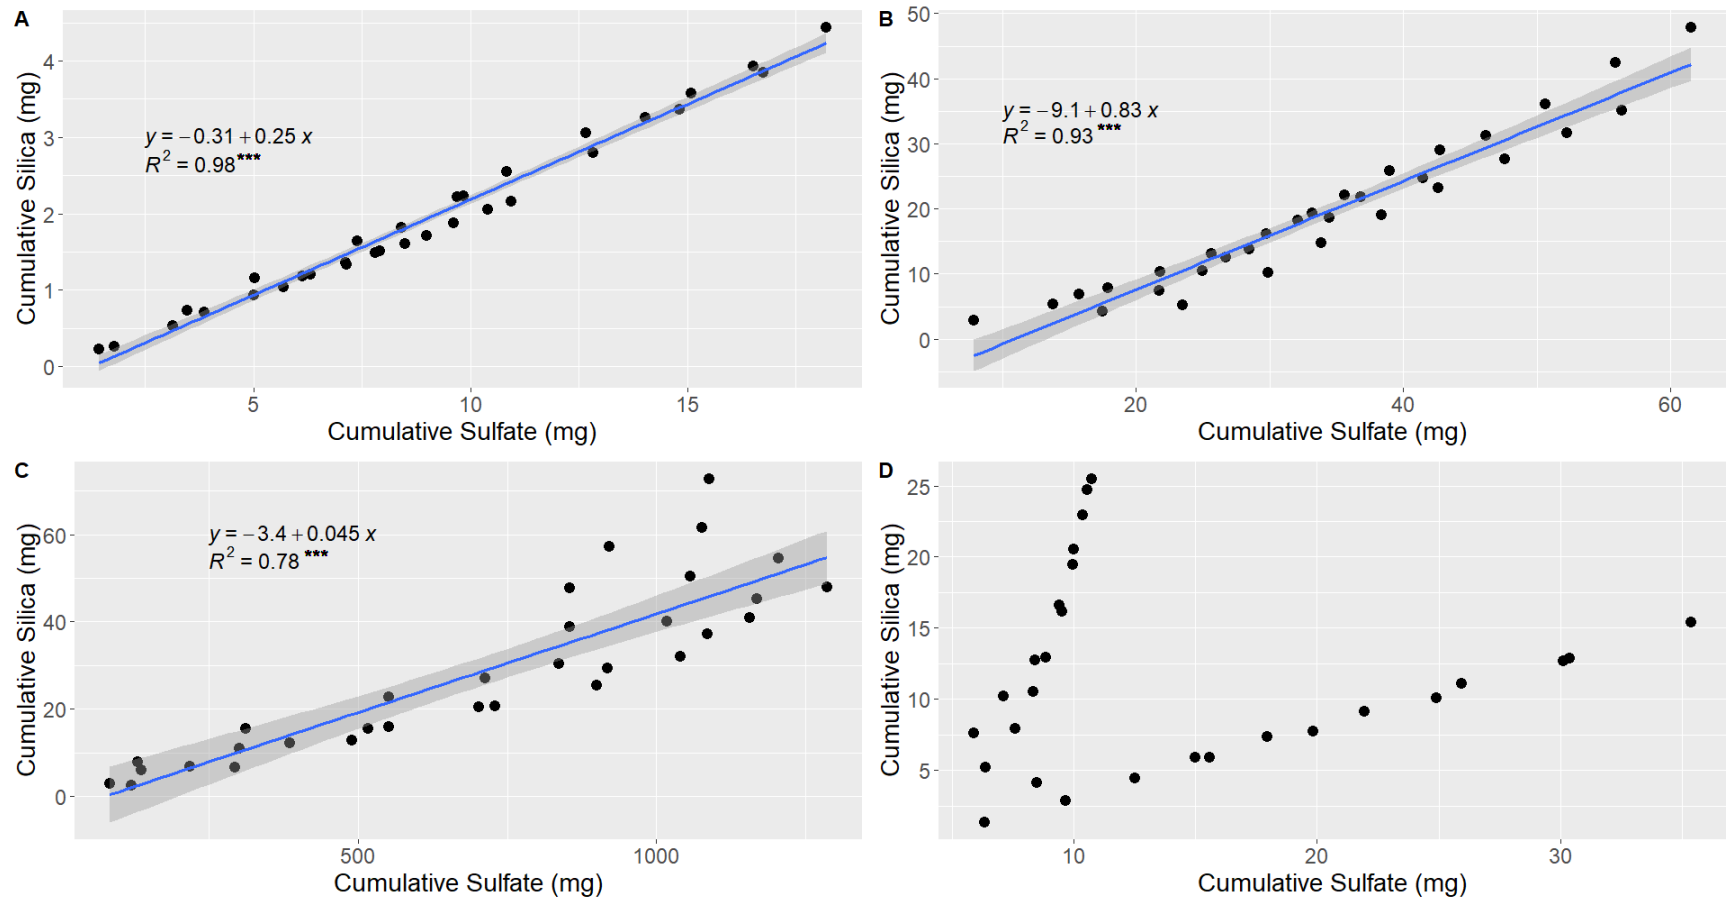 A
Cumulative Silica (mg)
4
3
2
1
0
y = −0.31 + 0.25 x
R² = 0.98***
5 10 15
Cumulative Sulfate (mg)
B
Cumulative Silica (mg)
50
40
30
20
10
0
y = −9.1 + 0.83 x
R² = 0.93 ***
20 40 60
Cumulative Sulfate (mg)
C
Cumulative Silica (mg)
60
40
20
0
y = −3.4 + 0.045 x
R² = 0.78 ***
500 1000
Cumulative Sulfate (mg)
D
Cumulative Silica (mg)
25
20
15
10
5
10 20 30
Cumulative Sulfate (mg)